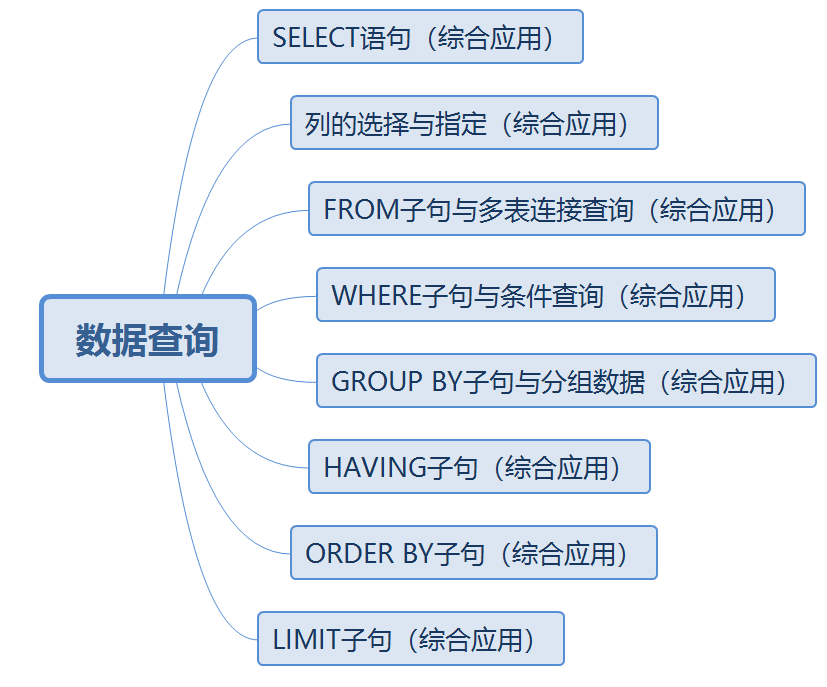 SELECT语句（综合应用）
列的选择与指定（综合应用）
FROM子句与多表连接查询（综合应用）
WHERE子句与条件查询（综合应用）
数据查询
GROUP BY子句与分组数据（综合应用）
HAVING子句（综合应用）
ORDER BY子句（综合应用）
LIMIT子句（综合应用）